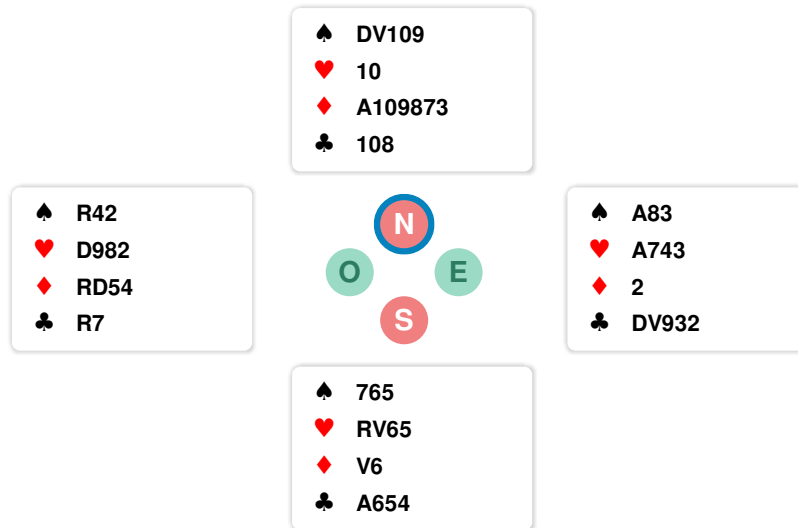 ♠ DV109
♥ 10
♦ A109873
♣ 108
♠ R42
♥ D982
♦ RD54
♣ R7
N
O E
S
♠ A83
♥ A743
♦ 2
♣ DV932
♠ 765
♥ RV65
♦ V6
♣ A654